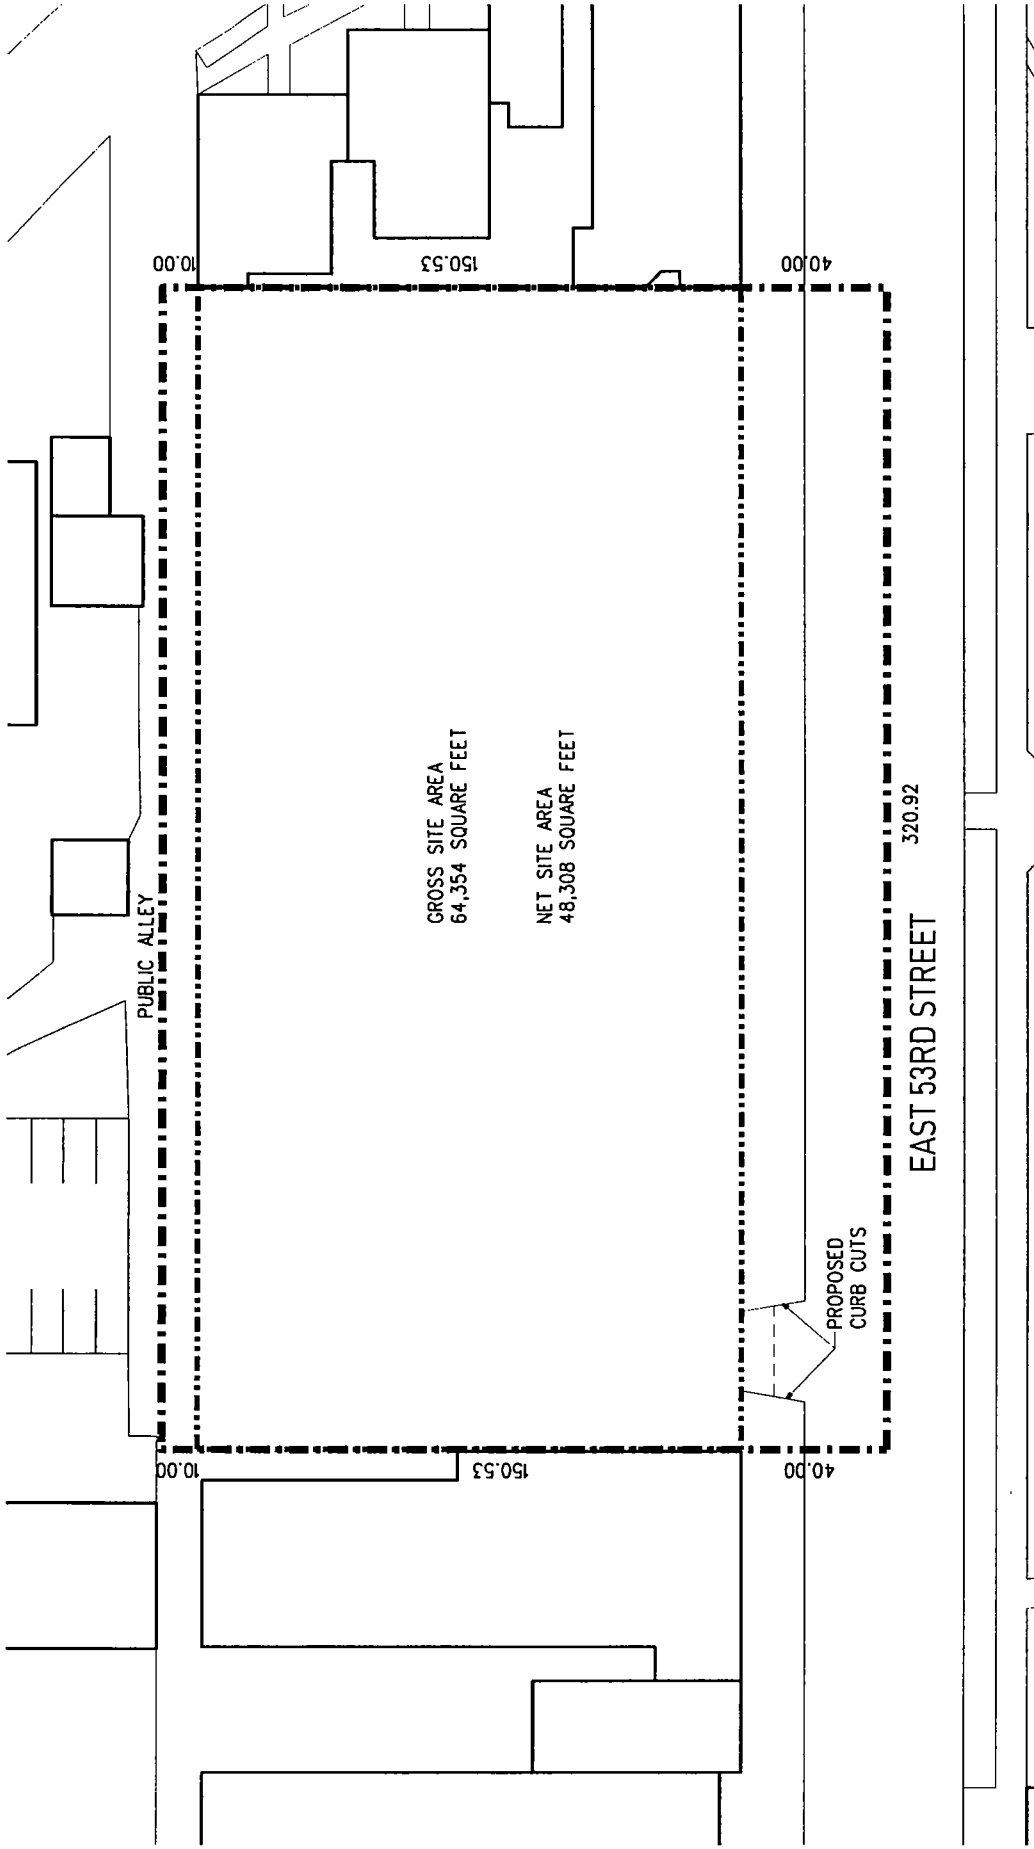 10.00
150.53
40.00
PUBLIC ALLEY
GROSS SITE AREA
64,354 SQUARE FEET
NET SITE AREA
48,308 SQUARE FEET
320.92
EAST 53RD STREET
PROPOSED
CURB CUTS
10.00
150.53
40.00